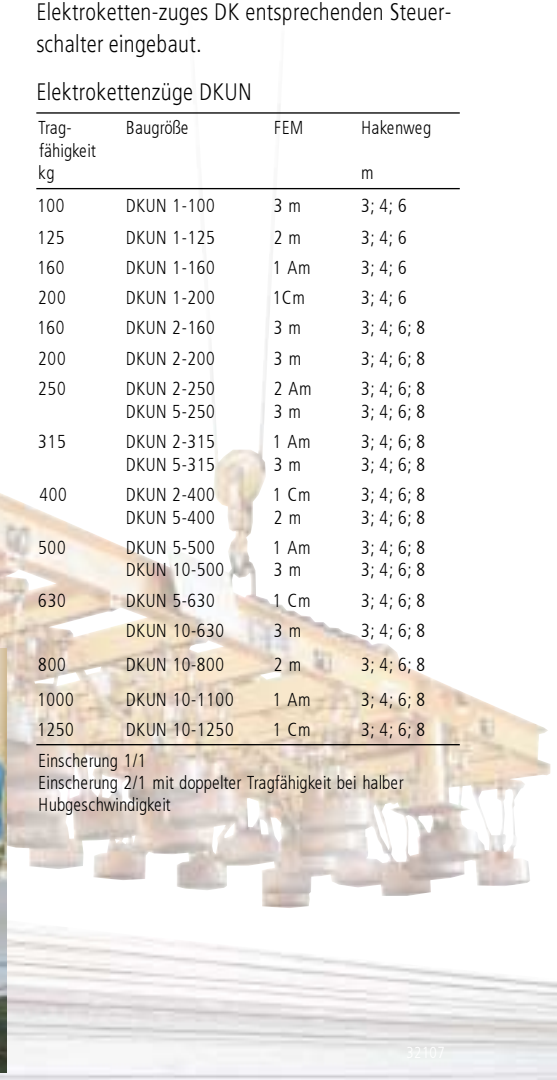 Elektroketten-zuges DK entsprechenden Steuer-
schalter eingebaut.
Elektrokettenzüge DKUN
Trag- Baugröße FEM Hakenweg
fähigkeit
kg m
100 DKUN 1-100 3 m 3; 4; 6
125 DKUN 1-125 2 m 3; 4; 6
160 DKUN 1-160 1 Am 3; 4; 6
200 DKUN 1-200 1Cm 3; 4; 6
160 DKUN 2-160 3 m 3; 4; 6; 8
200 DKUN 2-200 3 m 3; 4; 6; 8
250 DKUN 2-250 2 Am 3; 4; 6; 8
DKUN 5-250 3 m 3; 4; 6; 8
315 DKUN 2-315 1 Am 3; 4; 6; 8
DKUN 5-315 3 m 3; 4; 6; 8
400 DKUN 2-400 1 Cm 3; 4; 6; 8
DKUN 5-400 2 m 3; 4; 6; 8
500 DKUN 5-500 1 Am 3; 4; 6; 8
DKUN 10-500 3 m 3; 4; 6; 8
630 DKUN 5-630 1 Cm 3; 4; 6; 8
DKUN 10-630 3 m 3; 4; 6; 8
800 DKUN 10-800 2 m 3; 4; 6; 8
1000 DKUN 10-1100 1 Am 3; 4; 6; 8
1250 DKUN 10-1250 1 Cm 3; 4; 6; 8
Einscherung 1/1
Einscherung 2/1 mit doppelter Tragfähigkeit bei halber
Hubgeschwindigkeit
32107